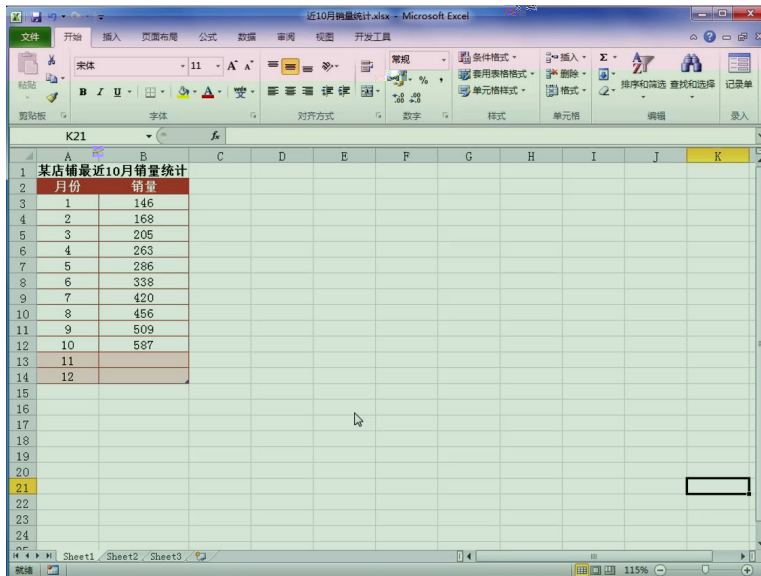 近10月销量统计.xlsx - Microsoft Excel
文件 开始 插入 页面布局 公式 数据 审阅 视图 开发工具
宋体 11 A A 常规 条件格式 插入 Σ
粘贴 套用表格格式 删除 排序和筛选 查找和选择 记录单
B I U A 变 % , 单元格样式 格式
剪贴板 字体 对齐方式 数字 样式 单元格 编辑 录入
K21 fx
A B C D E F G H I J K
1 某店铺最近10月销量统计
2 月份 销量
3 1 146
4 2 168
5 3 205
6 4 263
7 5 286
8 6 338
9 7 420
10 8 456
11 9 509
12 10 587
13 11
14 12
15
16
17
18
19
20
21
22
23
24
25
Sheet1 Sheet2 Sheet3
就绪 115%